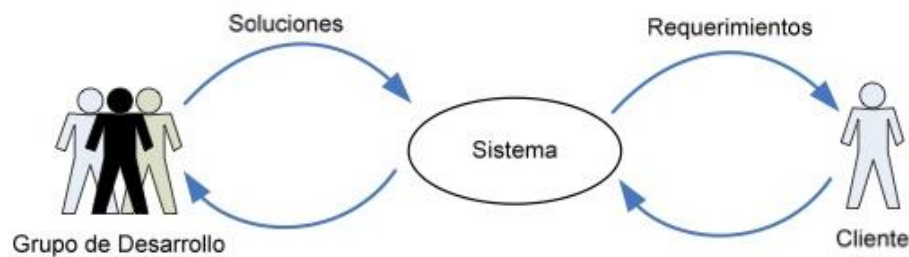 Soluciones
Requerimientos
Sistema
Grupo de Desarrollo
Cliente